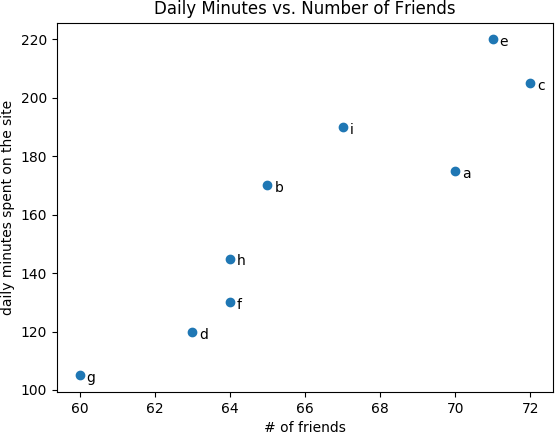 Daily Minutes vs. Number of Friends
daily minutes spent on the site
220
200
180
160
140
120
100
e
c
i
a
b
h
f
d
g
60 62 64 66 68 70 72
# of friends